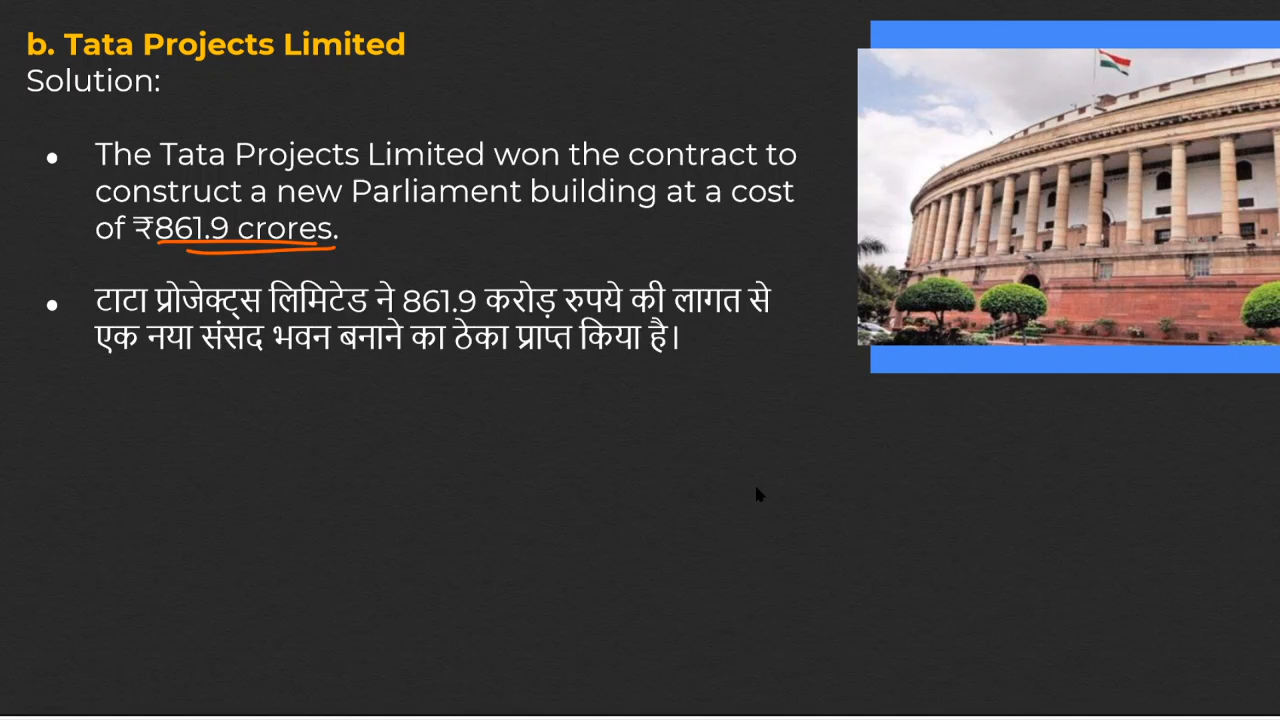 b. Tata Projects Limited
Solution:
● The Tata Projects Limited won the contract to
construct a new Parliament building at a cost
of ₹861.9 crores.
● टाटा प्रोजेक्ट्स लिमिटेड ने 861.9 करोड़ रुपये की लागत से
एक नया संसद भवन बनाने का ठेका प्राप्त किया है।